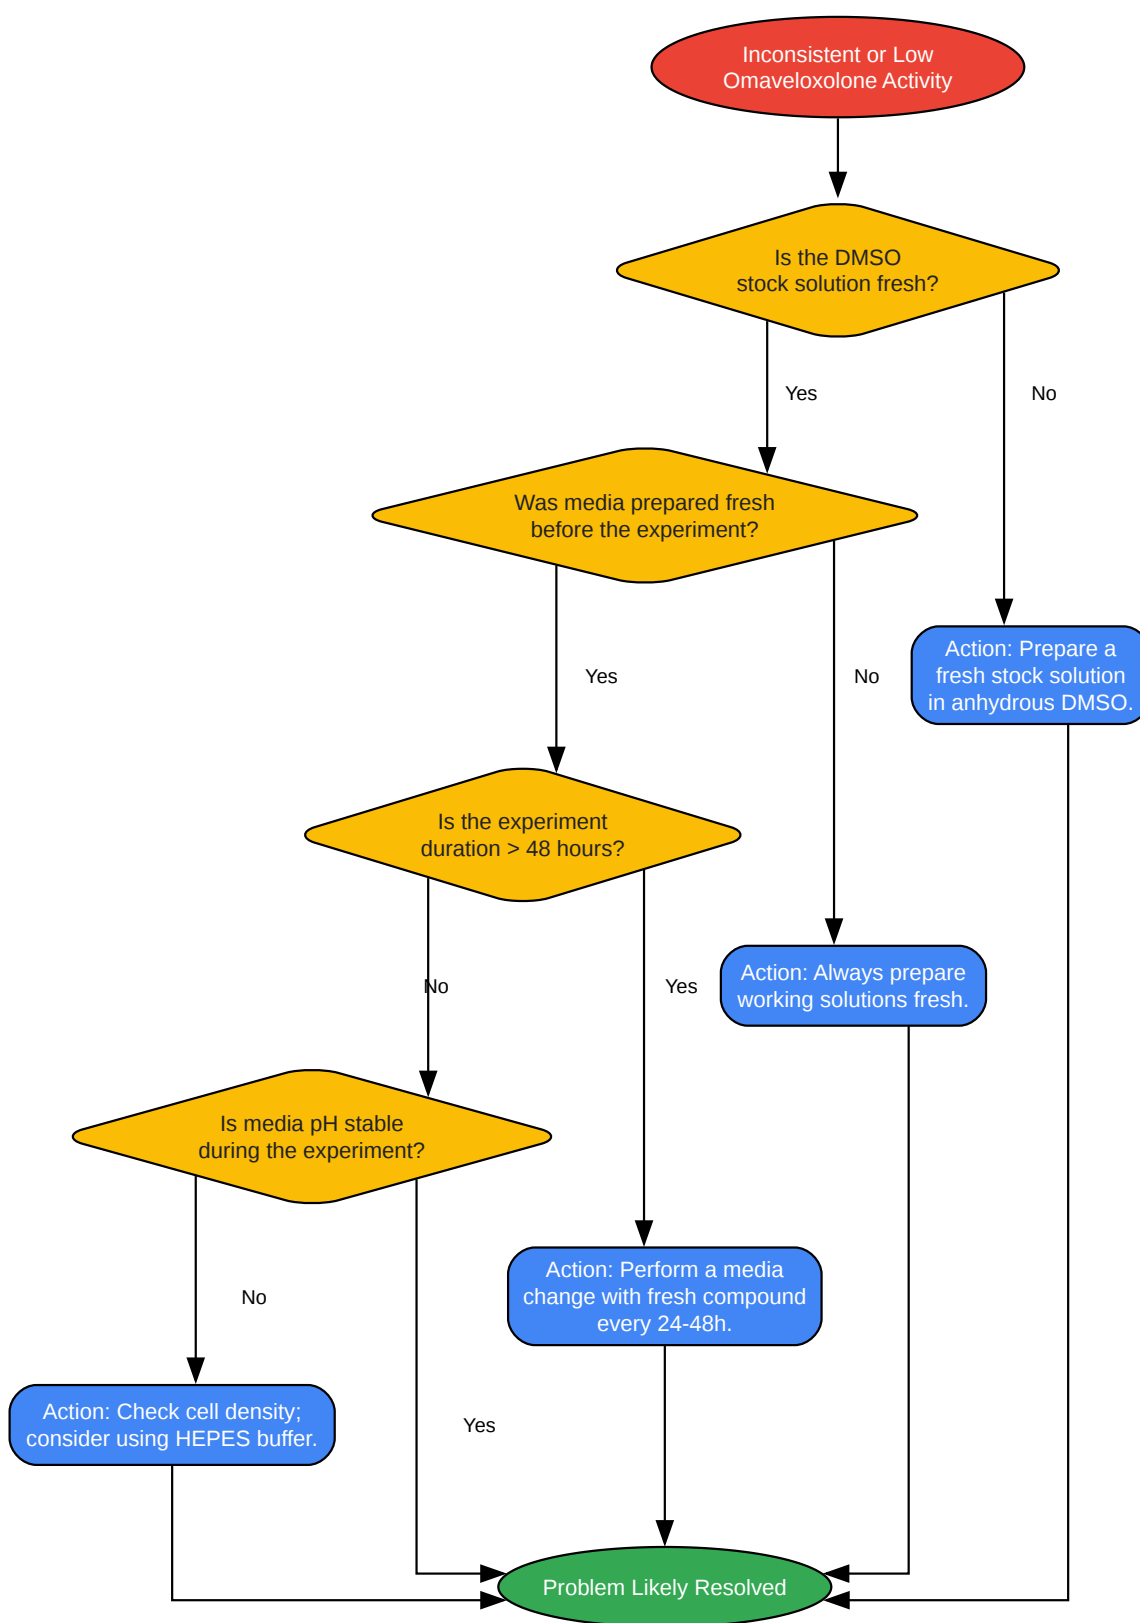 Inconsistent or Low
Omaveloxolone Activity
Is the DMSO
stock solution fresh?
Yes
No
Was media prepared fresh
before the experiment?
Action: Prepare a
fresh stock solution
in anhydrous DMSO.
Yes
No
Is the experiment
duration > 48 hours?
Action: Always prepare
working solutions fresh.
No
Yes
Is media pH stable
during the experiment?
Action: Perform a media
change with fresh compound
every 24-48h.
No
Yes
Action: Check cell density;
consider using HEPES buffer.
Problem Likely Resolved